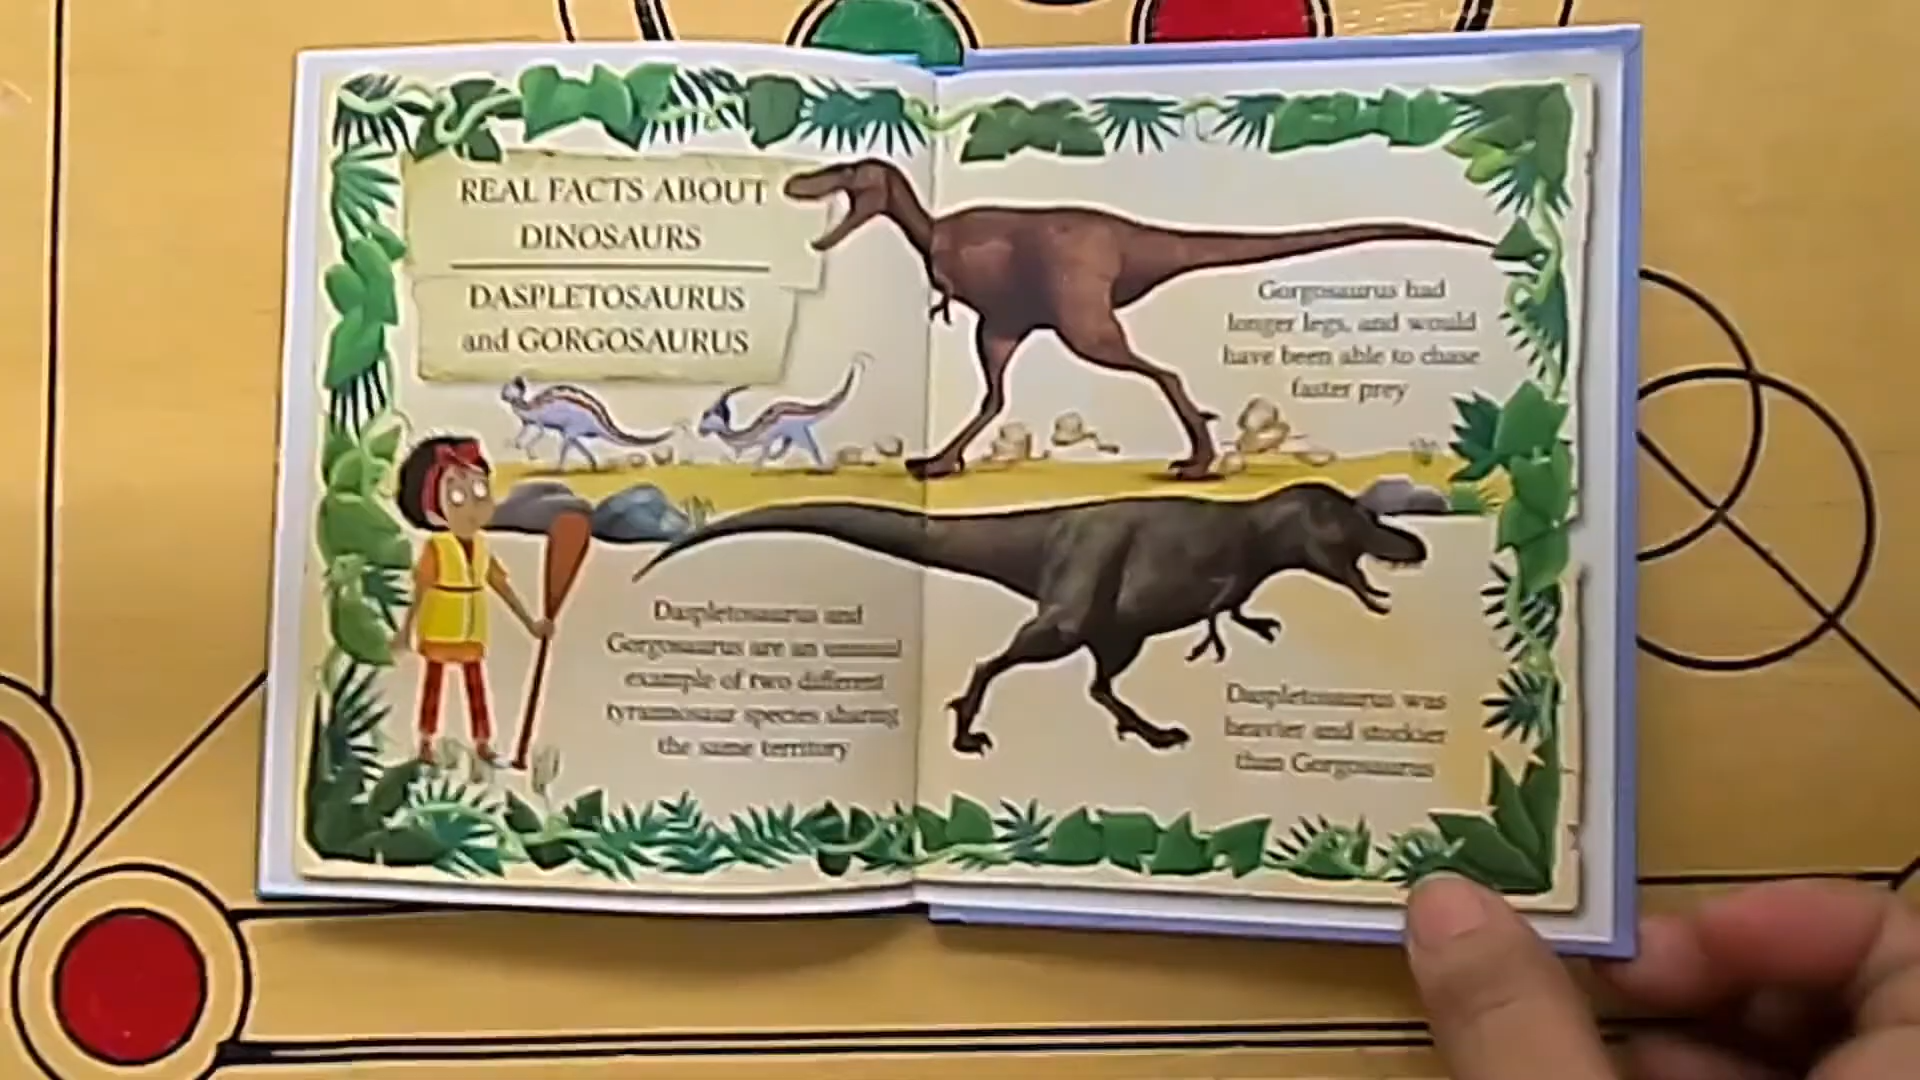 REAL FACTS ABOUT
DINOSAURS
DASPLETOSAURUS
and GORGOSAURUS
Gorgosaurus had
longer legs, and would
have been able to chase
faster prey
Daspletosaurus and
Gorgosaurus are an unusual
example of two different
tyrannosaur species sharing
the same territory
Daspletosaurus was
heavier and stockier
than Gorgosaurus